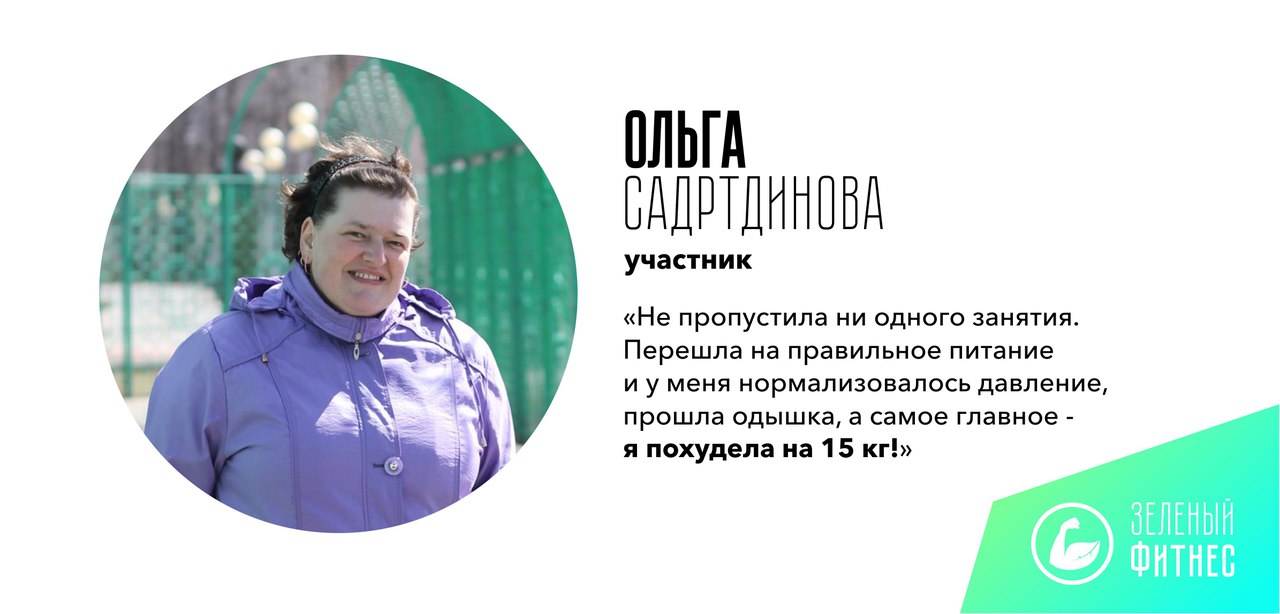 ОЛЬГА
САДРТДИНОВА
участник
«Не пропустила ни одного занятия.
Перешла на правильное питание
и у меня нормализовалось давление,
прошла одышка, а самое главное -
я похудела на 15 кг!»
ЗЕЛЕНЫЙ
ФИТНЕС